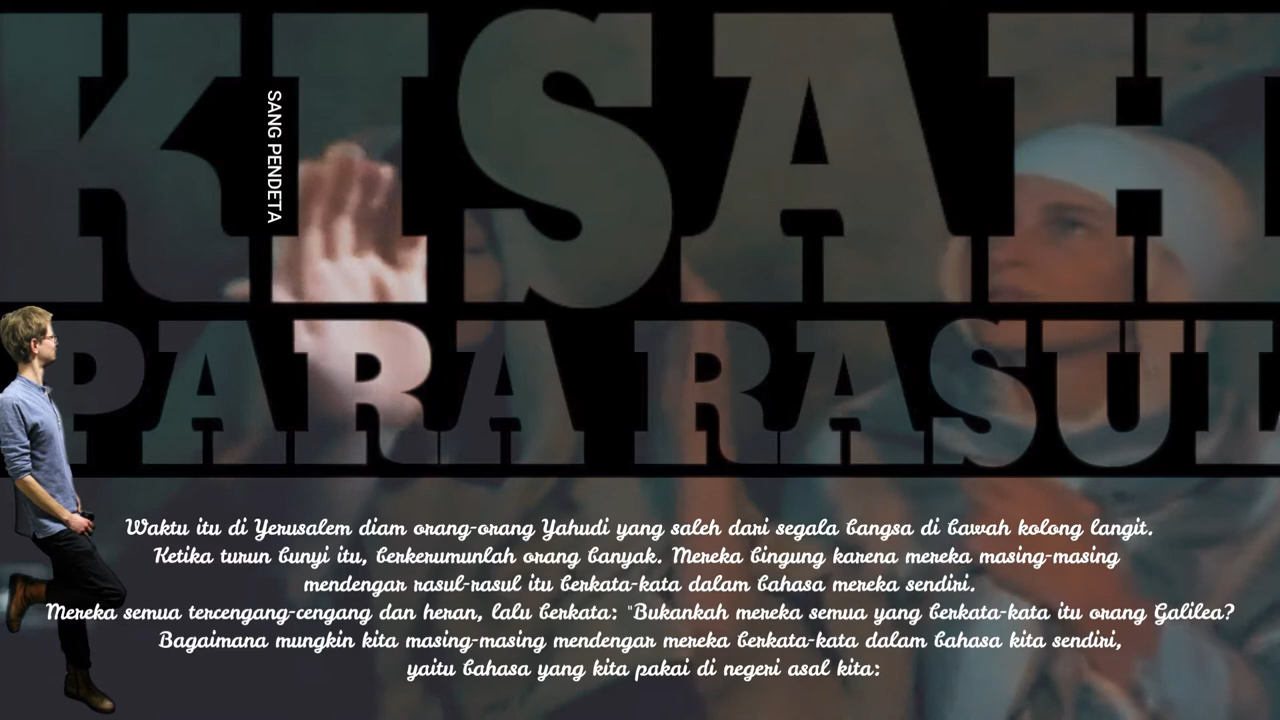 KISAH
SANG PENDETA
PARA RASUL
Waktu itu di Yerusalem diam orang-orang Yahudi yang saleh dari segala bangsa di bawah kolong langit.
Ketika turun bunyi itu, berkerumunlah orang banyak. Mereka bingung karena mereka masing-masing
mendengar rasul-rasul itu berkata-kata dalam bahasa mereka sendiri.
Mereka semua tercengang-cengang dan heran, lalu berkata: "Bukankah mereka semua yang berkata-kata itu orang Galilea?
Bagaimana mungkin kita masing-masing mendengar mereka berkata-kata dalam bahasa kita sendiri,
yaitu bahasa yang kita pakai di negeri asal kita: